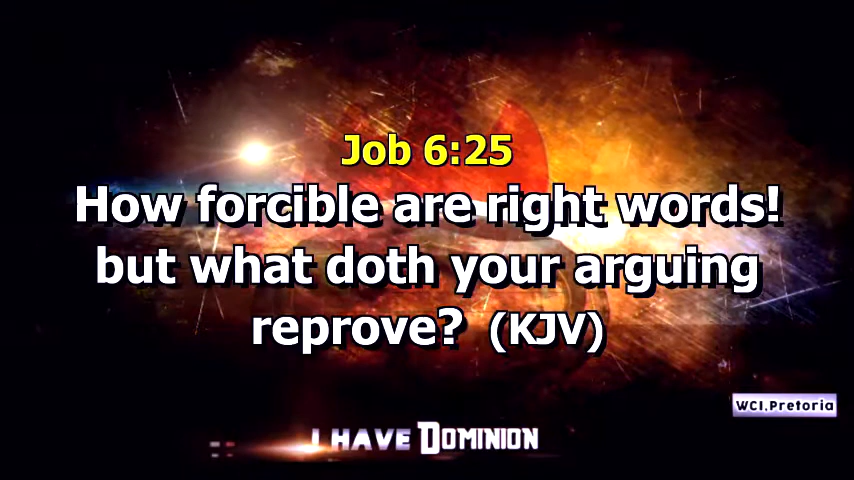 Job 6:25
How forcible are right words!
but what doth your arguing
reprove? (KJV)
WCI,Pretoria
I HAVE DOMINION